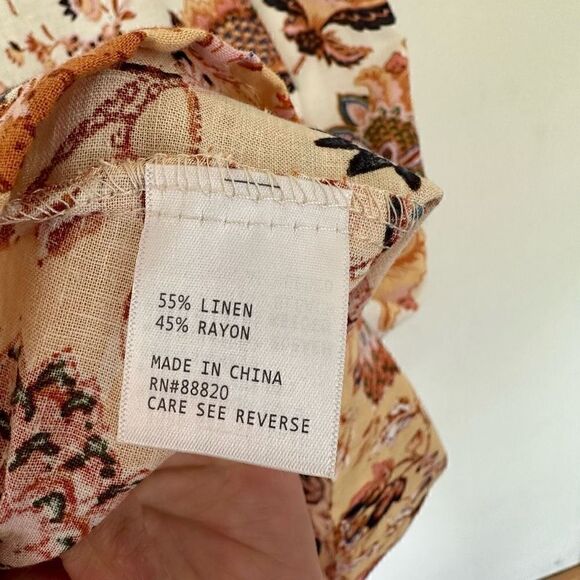 55% LINEN
45% RAYON
MADE IN CHINA
RN#88820
CARE SEE REVERSE